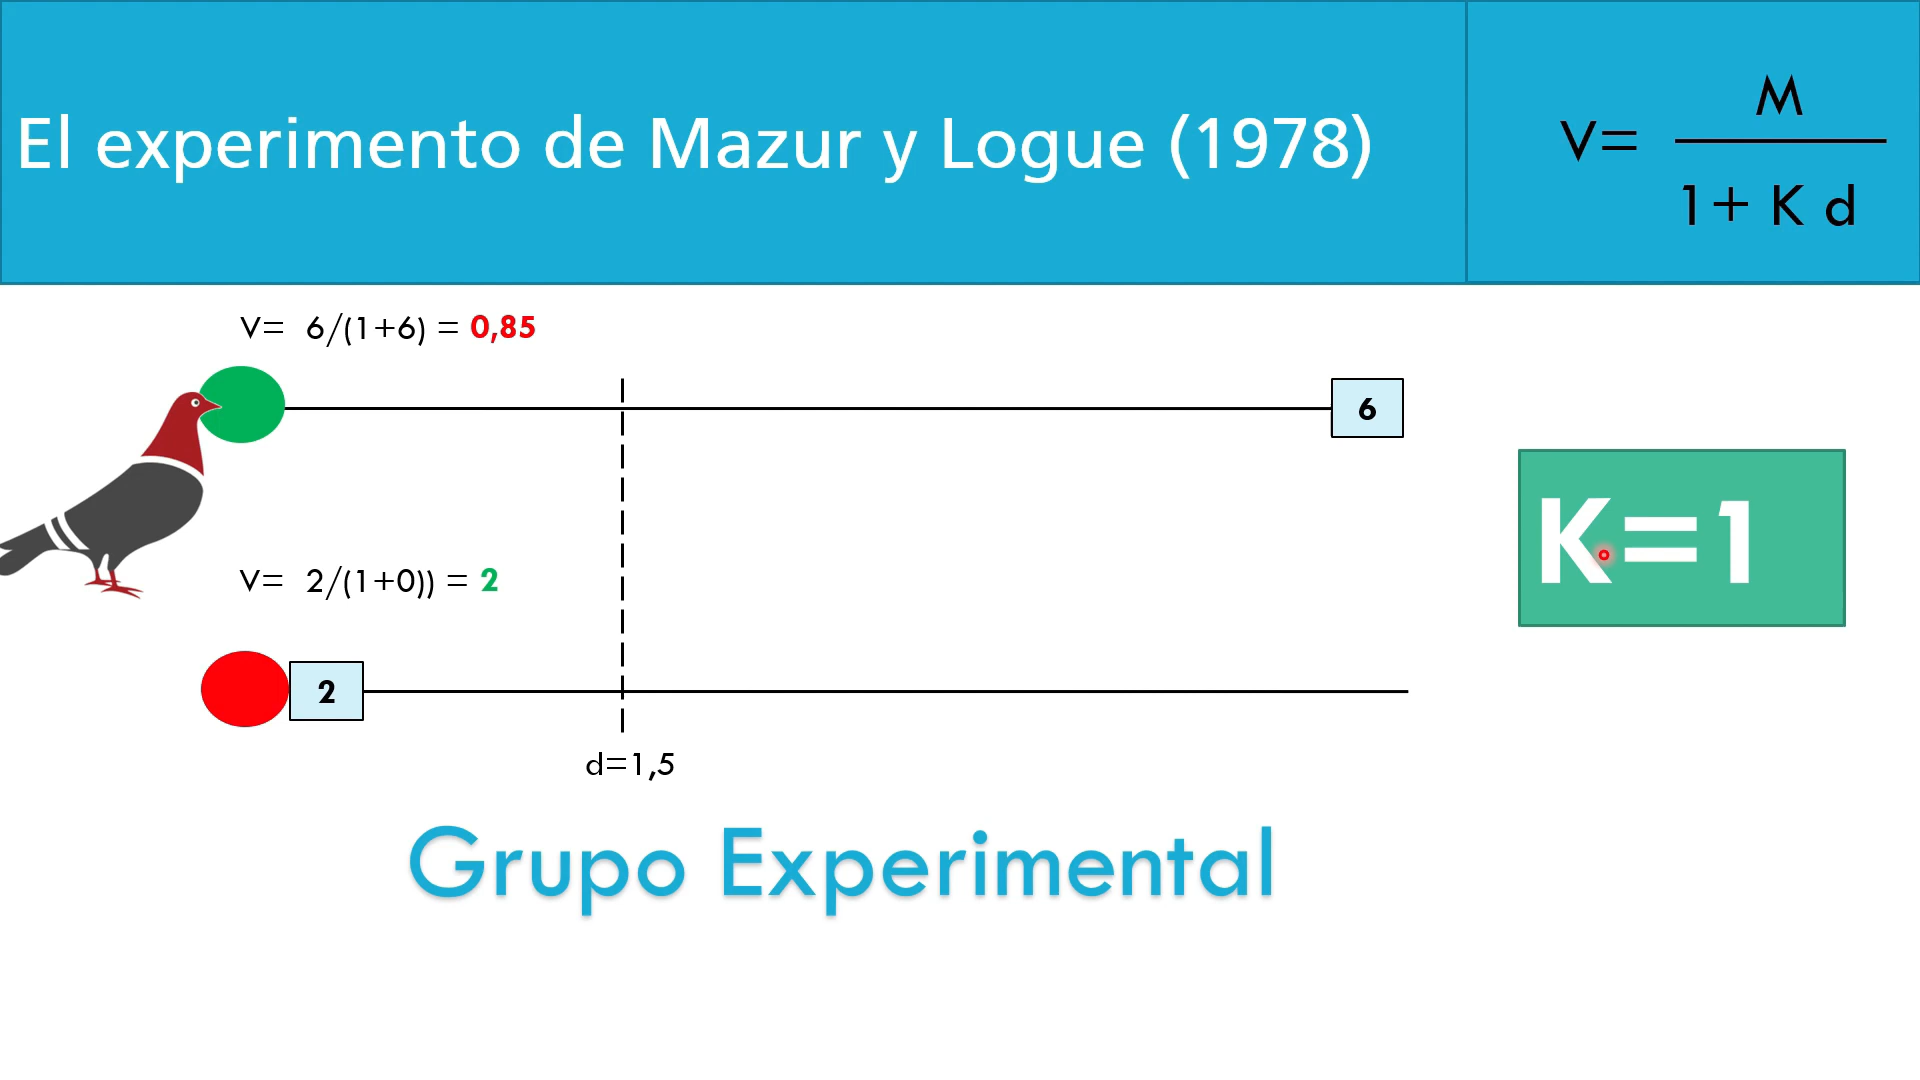 El experimento de Mazur y Logue (1978)
V= M
1+ K d
V= 6/(1+6) = 0,85
6
K=1
V= 2/(1+0)) = 2
2
d=1,5
Grupo Experimental